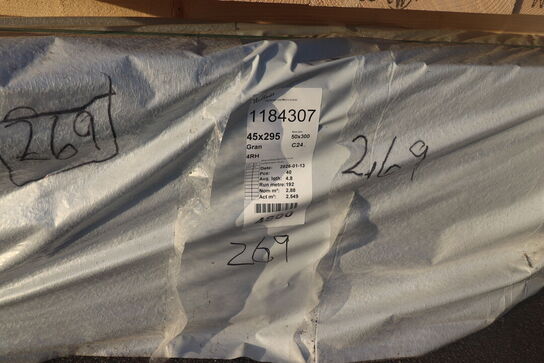 1184307
45x295 50x300
Gran C24
4RH
Date: 2026-01-13
Pcs: 40
Avg. lgth: 4.8
Run metre: 192
Nom m³: 2.88
Act m³: 2.549
4800
269
269
269